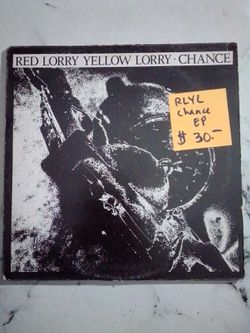 RED LORRY YELLOW LORRY · CHANCE
RLYL
chance
EP
$ 30.-